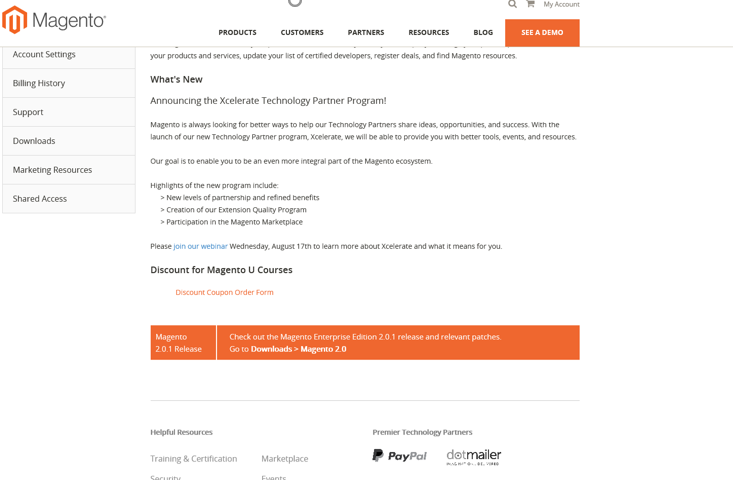 Magento
My Account
PRODUCTS CUSTOMERS PARTNERS RESOURCES BLOG SEE A DEMO
Account Settings
Billing History
Support
Downloads
Marketing Resources
Shared Access
your products and services, update your list of certified developers, register deals, and find Magento resources.
What's New
Announcing the Xcelerate Technology Partner Program!
Magento is always looking for better ways to help our Technology Partners share ideas, opportunities, and success. With the
launch of our new Technology Partner program, Xcelerate, we will be able to provide you with better tools, events, and resources.
Our goal is to enable you to be an even more integral part of the Magento ecosystem.
Highlights of the new program include:
> New levels of partnership and refined benefits
> Creation of our Extension Quality Program
> Participation in the Magento Marketplace
Please join our webinar Wednesday, August 17th to learn more about Xcelerate and what it means for you.
Discount for Magento U Courses
Discount Coupon Order Form
Magento
2.0.1 Release
Check out the Magento Enterprise Edition 2.0.1 release and relevant patches.
Go to Downloads > Magento 2.0
Helpful Resources
Premier Technology Partners
Training & Certification
Marketplace
PayPal
dotmailer
Security
Events